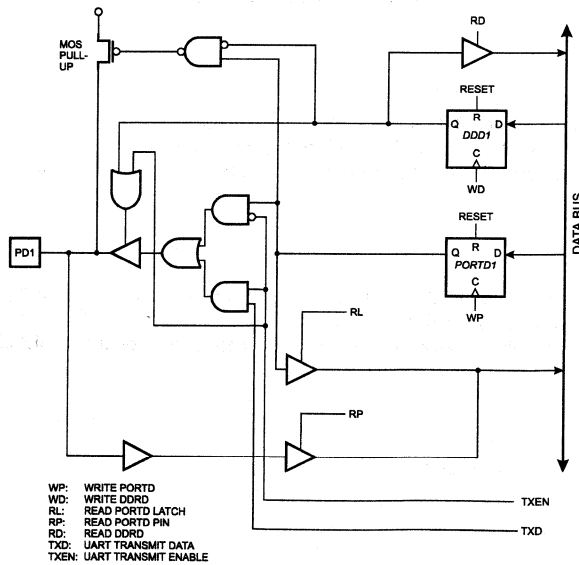 RD
MOS
PULL-
UP
RESET
R
Q
D
DDD1
C
WD
RESET
R
Q
D
PORTD1
C
WP
DATA BUS
PD1
RL
RP
WP: WRITE PORTD
WD: WRITE DDRD
RL: READ PORTD LATCH
RP: READ PORTD PIN
RD: READ DDRD
TXD: UART TRANSMIT DATA
TXEN: UART TRANSMIT ENABLE
TXEN
TXD